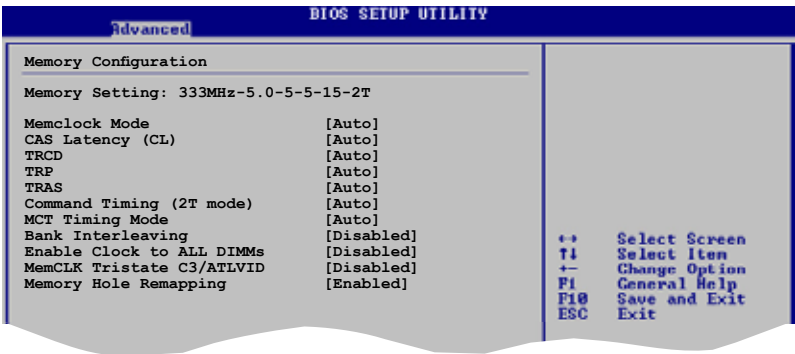 BIOS SETUP UTILITY
Advanced
Memory Configuration
Memory Setting: 333MHz-5.0-5-5-15-2T
Memclock Mode [Auto]
CAS Latency (CL) [Auto]
TRCD [Auto]
TRP [Auto]
TRAS [Auto]
Command Timing (2T mode) [Auto]
MCT Timing Mode [Auto]
Bank Interleaving [Disabled]
Enable Clock to ALL DIMMs [Disabled]
MemCLK Tristate C3/ATLVID [Disabled]
Memory Hole Remapping [Enabled]
↔ Select Screen
↑↓ Select Item
+- Change Option
F1 General Help
F10 Save and Exit
ESC Exit